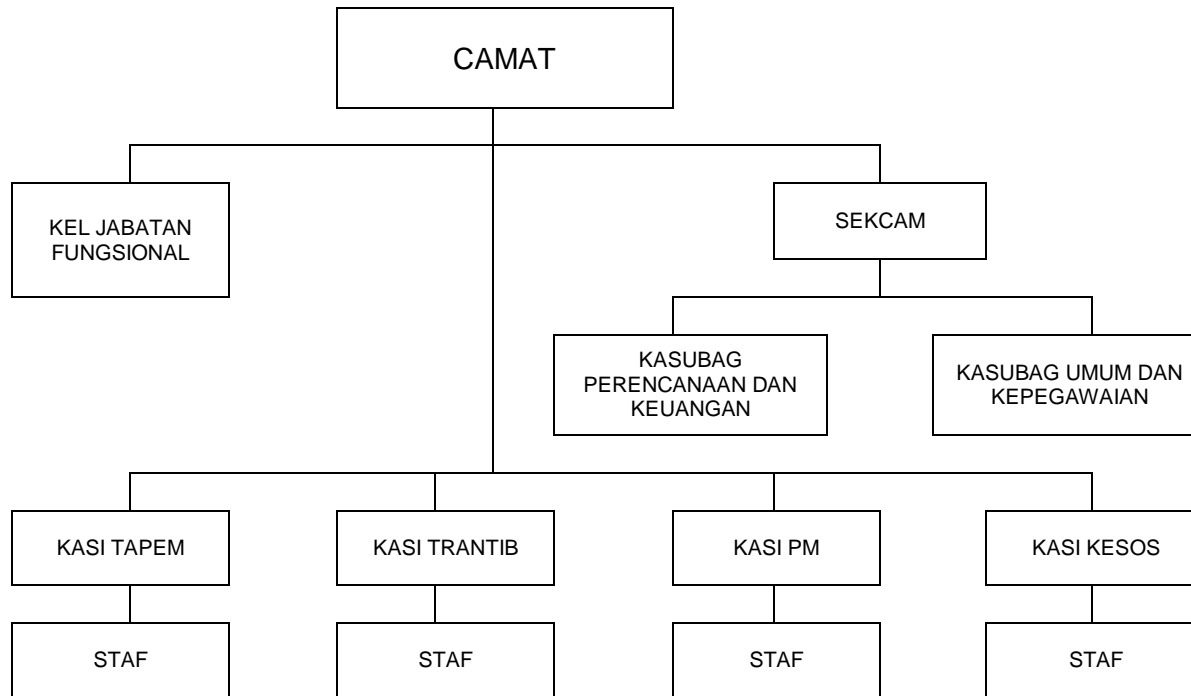 CAMAT
KEL JABATAN
FUNGSIONAL
SEKCAM
KASUBAG
PERENCANAAN DAN
KEUANGAN
KASUBAG UMUM DAN
KEPEGAWAIAN
KASI TAPEM
KASI TRANTIB
KASI PM
KASI KESOS
STAF
STAF
STAF
STAF